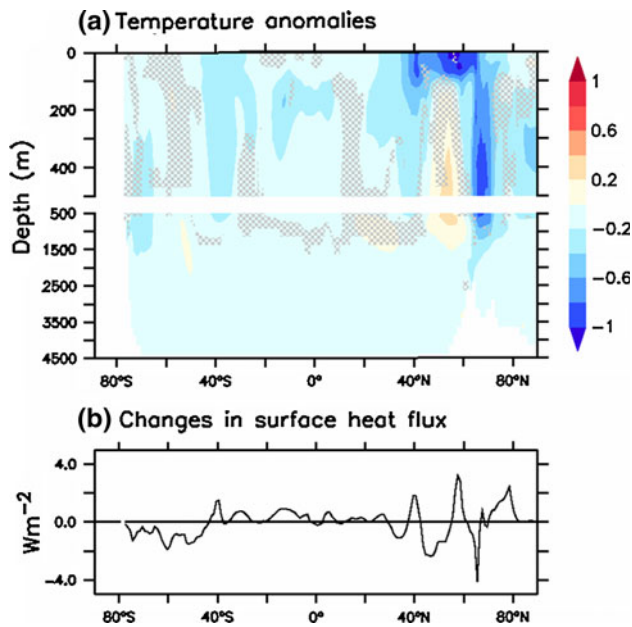 (a) Temperature anomalies
0
200
400
500
1500
2500
3500
4500
Depth (m)
80°S 40°S 0° 40°N 80°N
1
0.6
0.2
−0.2
−0.6
−1
(b) Changes in surface heat flux
4.0
0.0
−4.0
Wm−2
80°S 40°S 0° 40°N 80°N